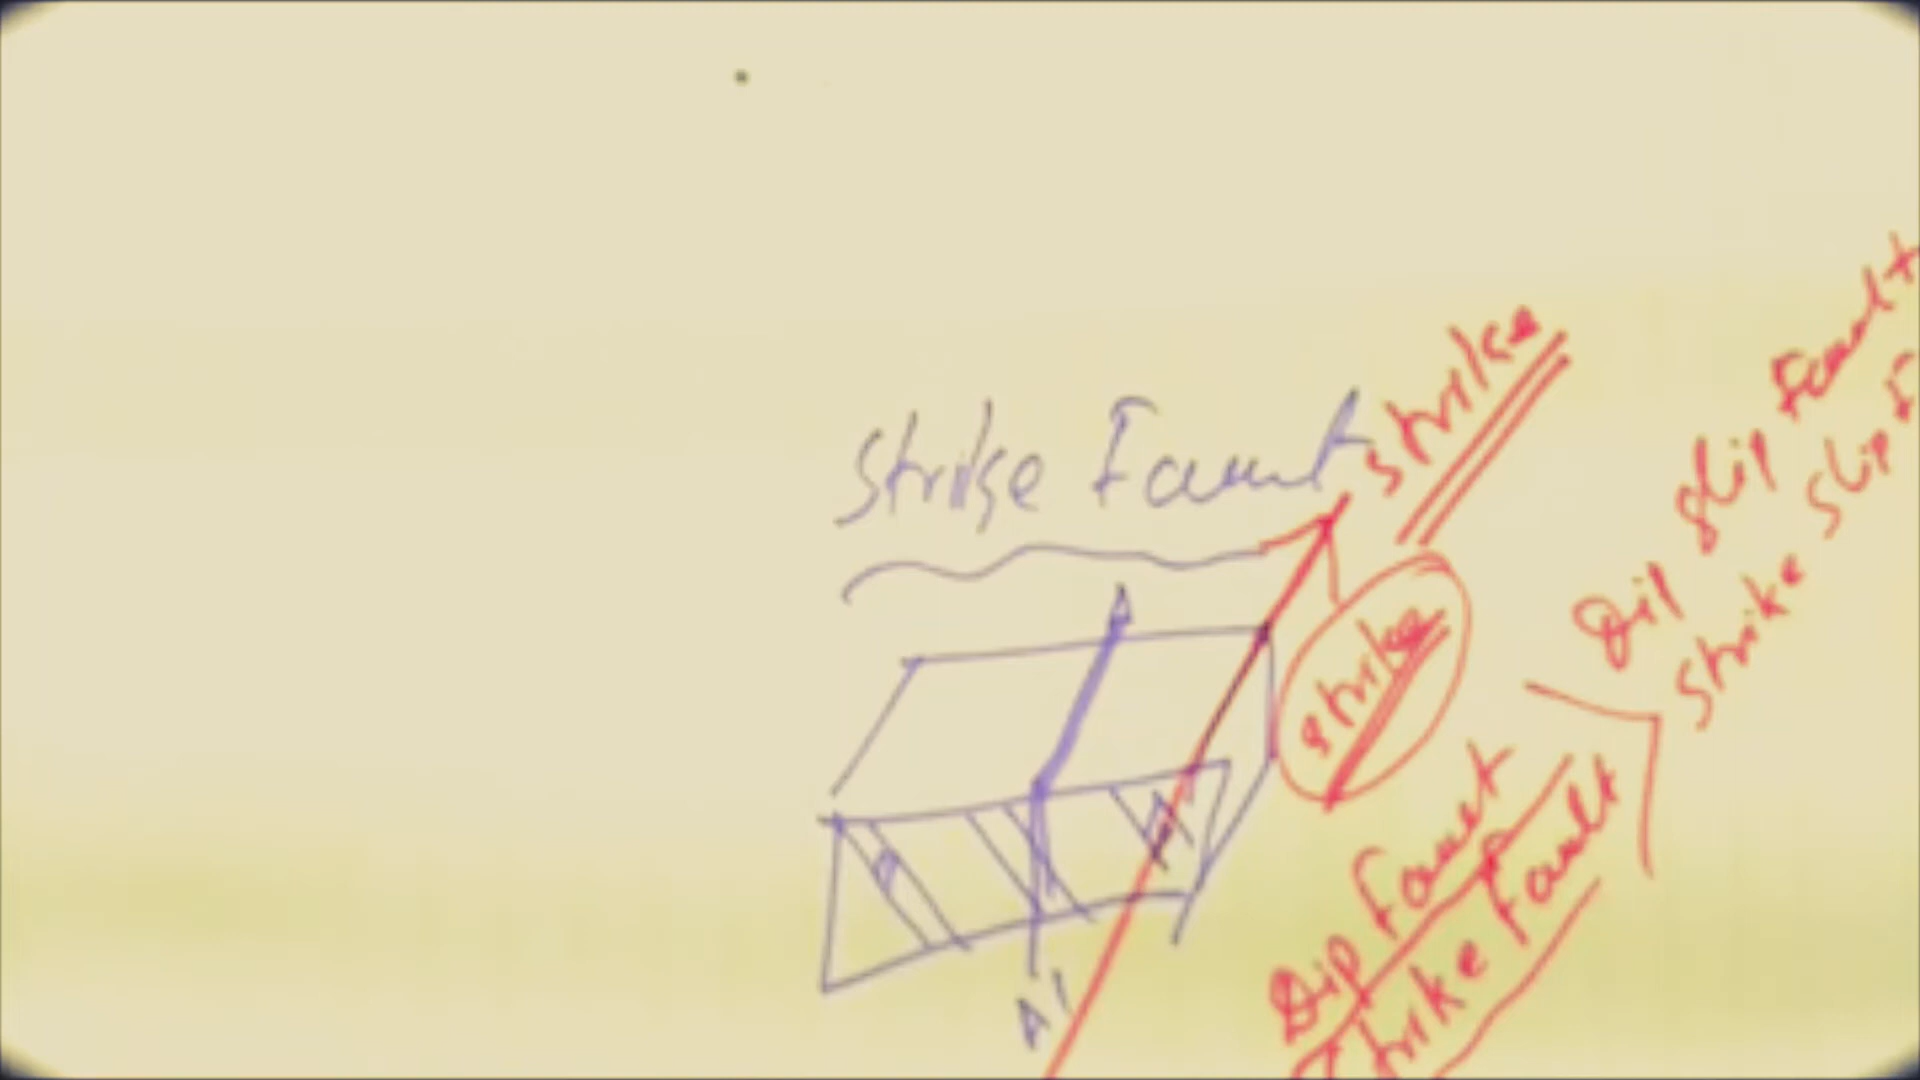 Strike Fault
strike
A
strike
Dip Slip Fault
Strike Slip F
Dip Fault
Strike Fault
A'